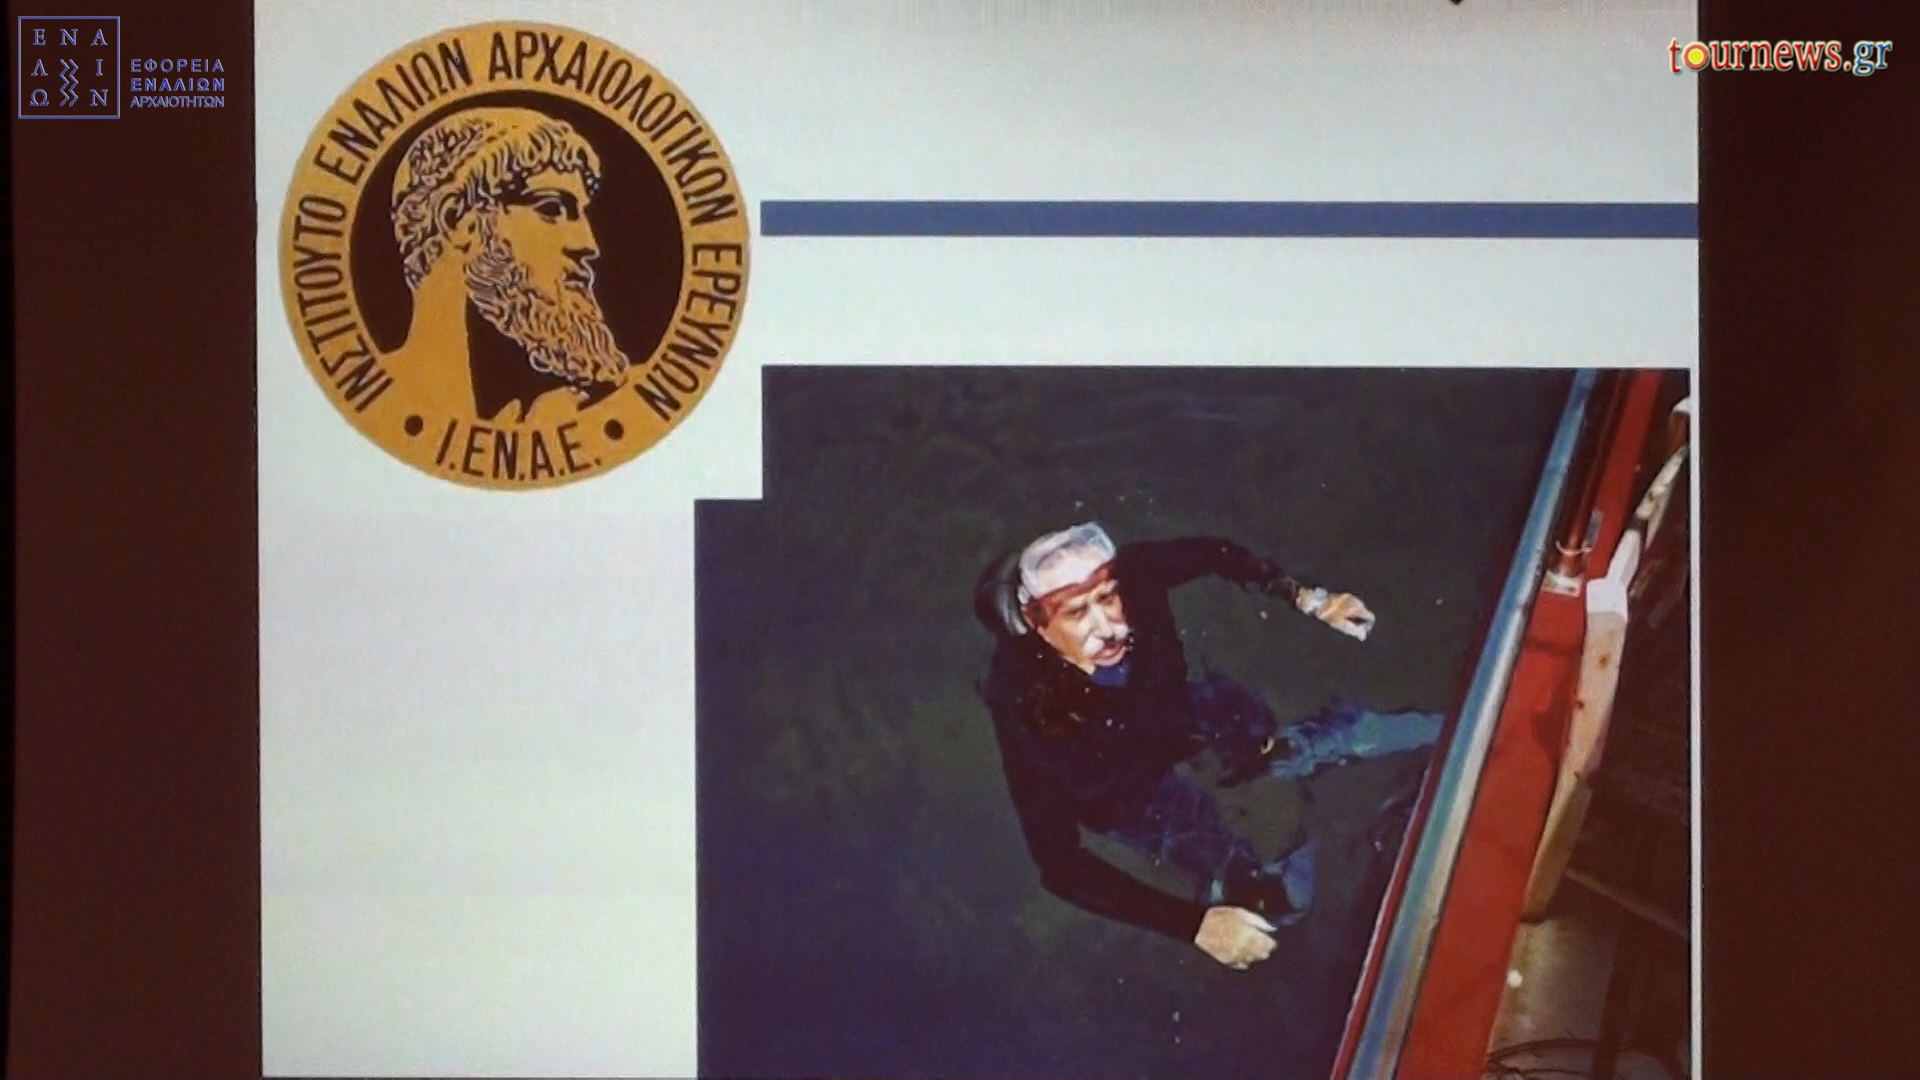 ΕΝΑ
ΛΙ
ΩΝ
ΕΦΟΡΕΙΑ
ΕΝΑΛΙΩΝ
ΑΡΧΑΙΟΤΗΤΩΝ
tournews.gr
ΙΝΣΤΙΤΟΥΤΟ ΕΝΑΛΙΩΝ ΑΡΧΑΙΟΛΟΓΙΚΩΝ ΕΡΕΥΝΩΝ
• Ι.ΕΝ.Α.Ε. •